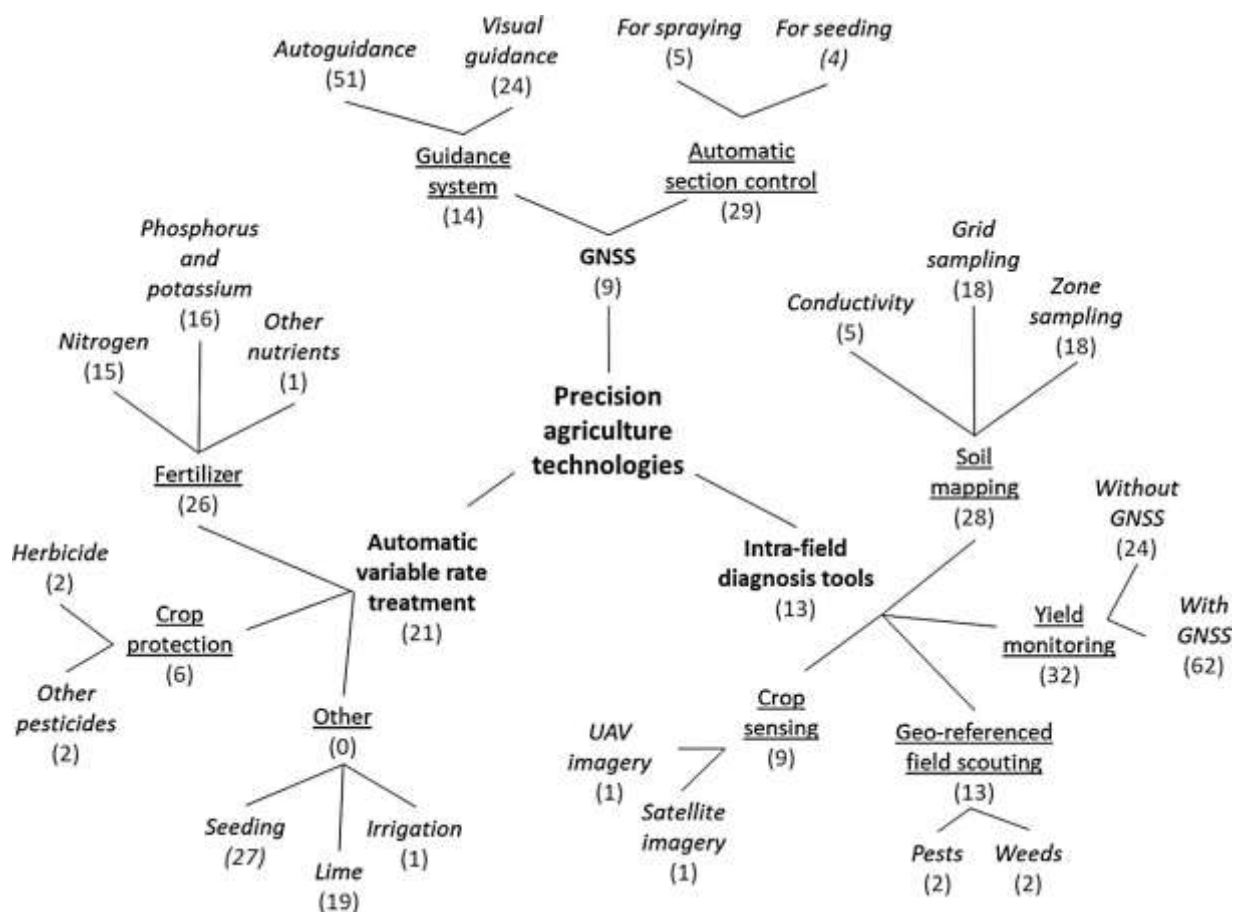 Autoguidance
(51)
Visual
guidance
(24)
For spraying
(5)
For seeding
(4)
Guidance
system
(14)
Automatic
section control
(29)
GNSS
(9)
Phosphorus
and
potassium
(16)
Nitrogen
(15)
Other
nutrients
(1)
Grid
sampling
(18)
Conductivity
(5)
Zone
sampling
(18)
Precision
agriculture
technologies
Fertilizer
(26)
Soil
mapping
(28)
Without
GNSS
(24)
Herbicide
(2)
Automatic
variable rate
treatment
(21)
Intra-field
diagnosis tools
(13)
Crop
protection
(6)
Yield
monitoring
(32)
With
GNSS
(62)
Other
pesticides
(2)
Other
(0)
Crop
sensing
(9)
Geo-referenced
field scouting
(13)
UAV
imagery
(1)
Satellite
imagery
(1)
Seeding
(27)
Lime
(19)
Irrigation
(1)
Pests
(2)
Weeds
(2)